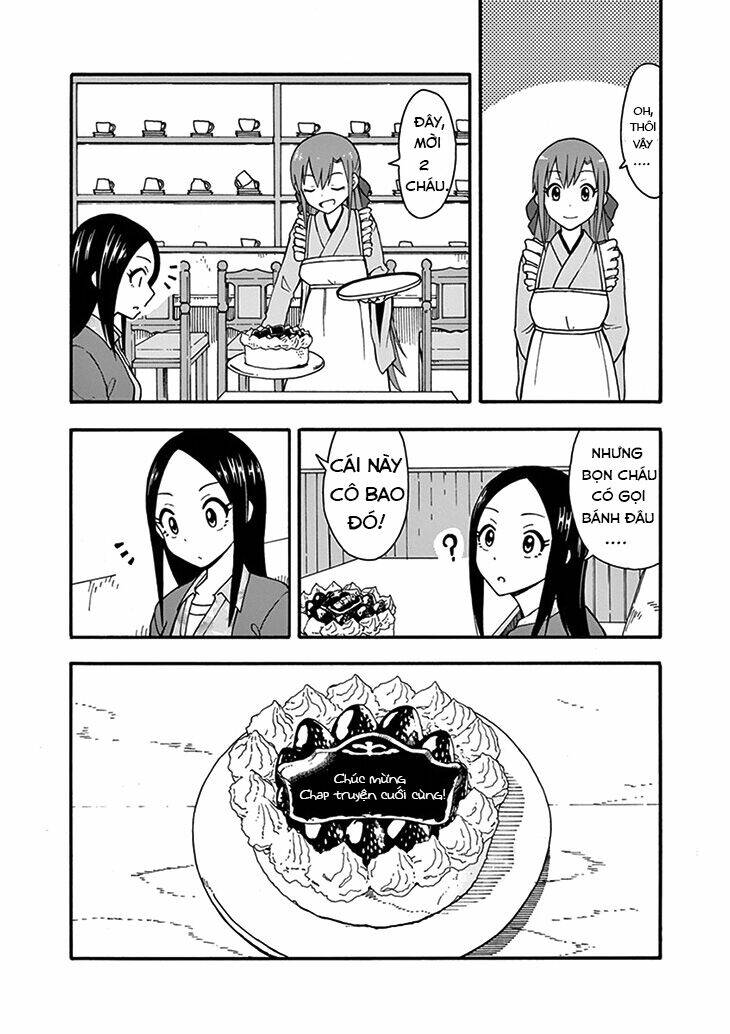 OH,
THÔI
VẬY
....
ĐÂY,
MỜI
2
CHÁU.
NHƯNG
BỌN CHÁU
CÓ GỌI
BÁNH ĐÂU
....
?
CÁI NÀY
CÔ BAO
ĐÓ!
Chúc mừng
Chap truyện cuối cùng!